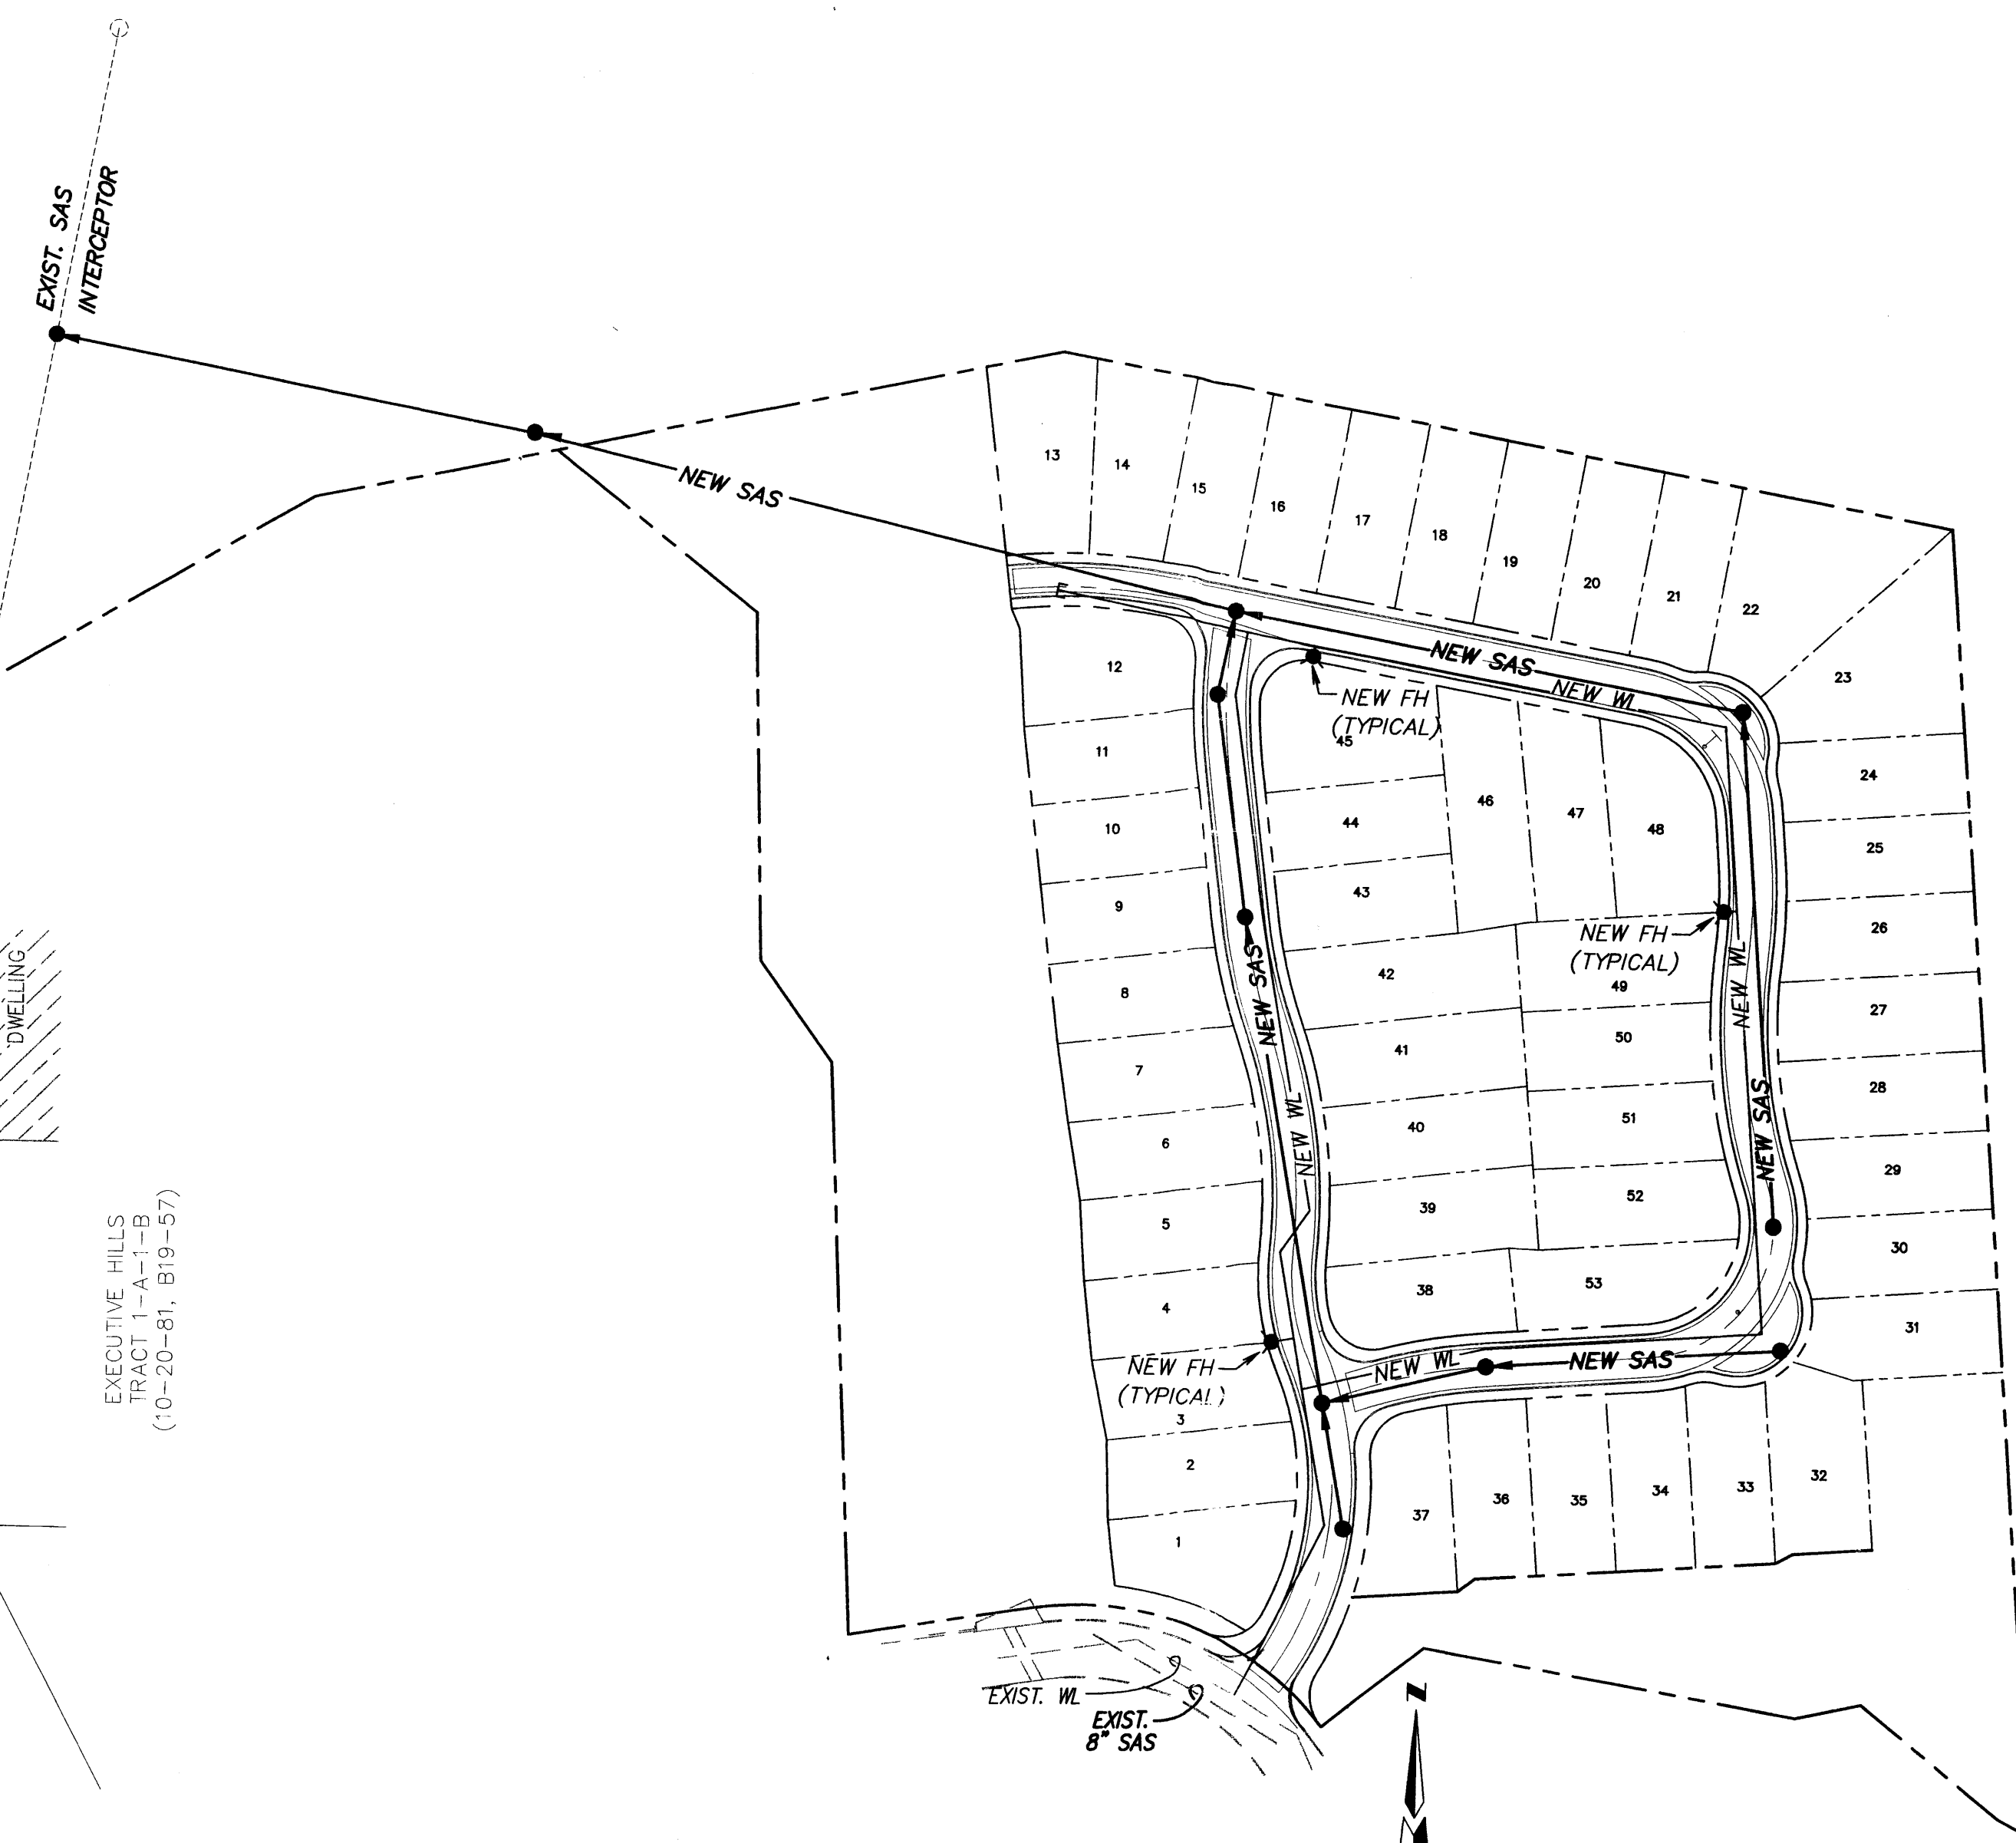 EXIST. SAS
INTERCEPTOR
NEW SAS
13
14
15
16
17
18
19
20
21
22
23
NEW SAS
NEW WL
NEW FH
(TYPICAL)
45
12
11
10
9
8
7
6
5
4
3
2
1
44
43
46
47
48
24
25
26
27
28
29
30
31
NEW FH
(TYPICAL)
NEW WL
NEW SAS
NEW SAS
NEW WL
42
41
40
39
38
49
50
51
52
53
NEW FH
(TYPICAL)
NEW WL
NEW SAS
37
36
35
34
33
32
DWELLING
EXECUTIVE HILLS
TRACT 1-A-1-B
(10-20-81, B19-57)
EXIST. WL
EXIST.
8" SAS
N